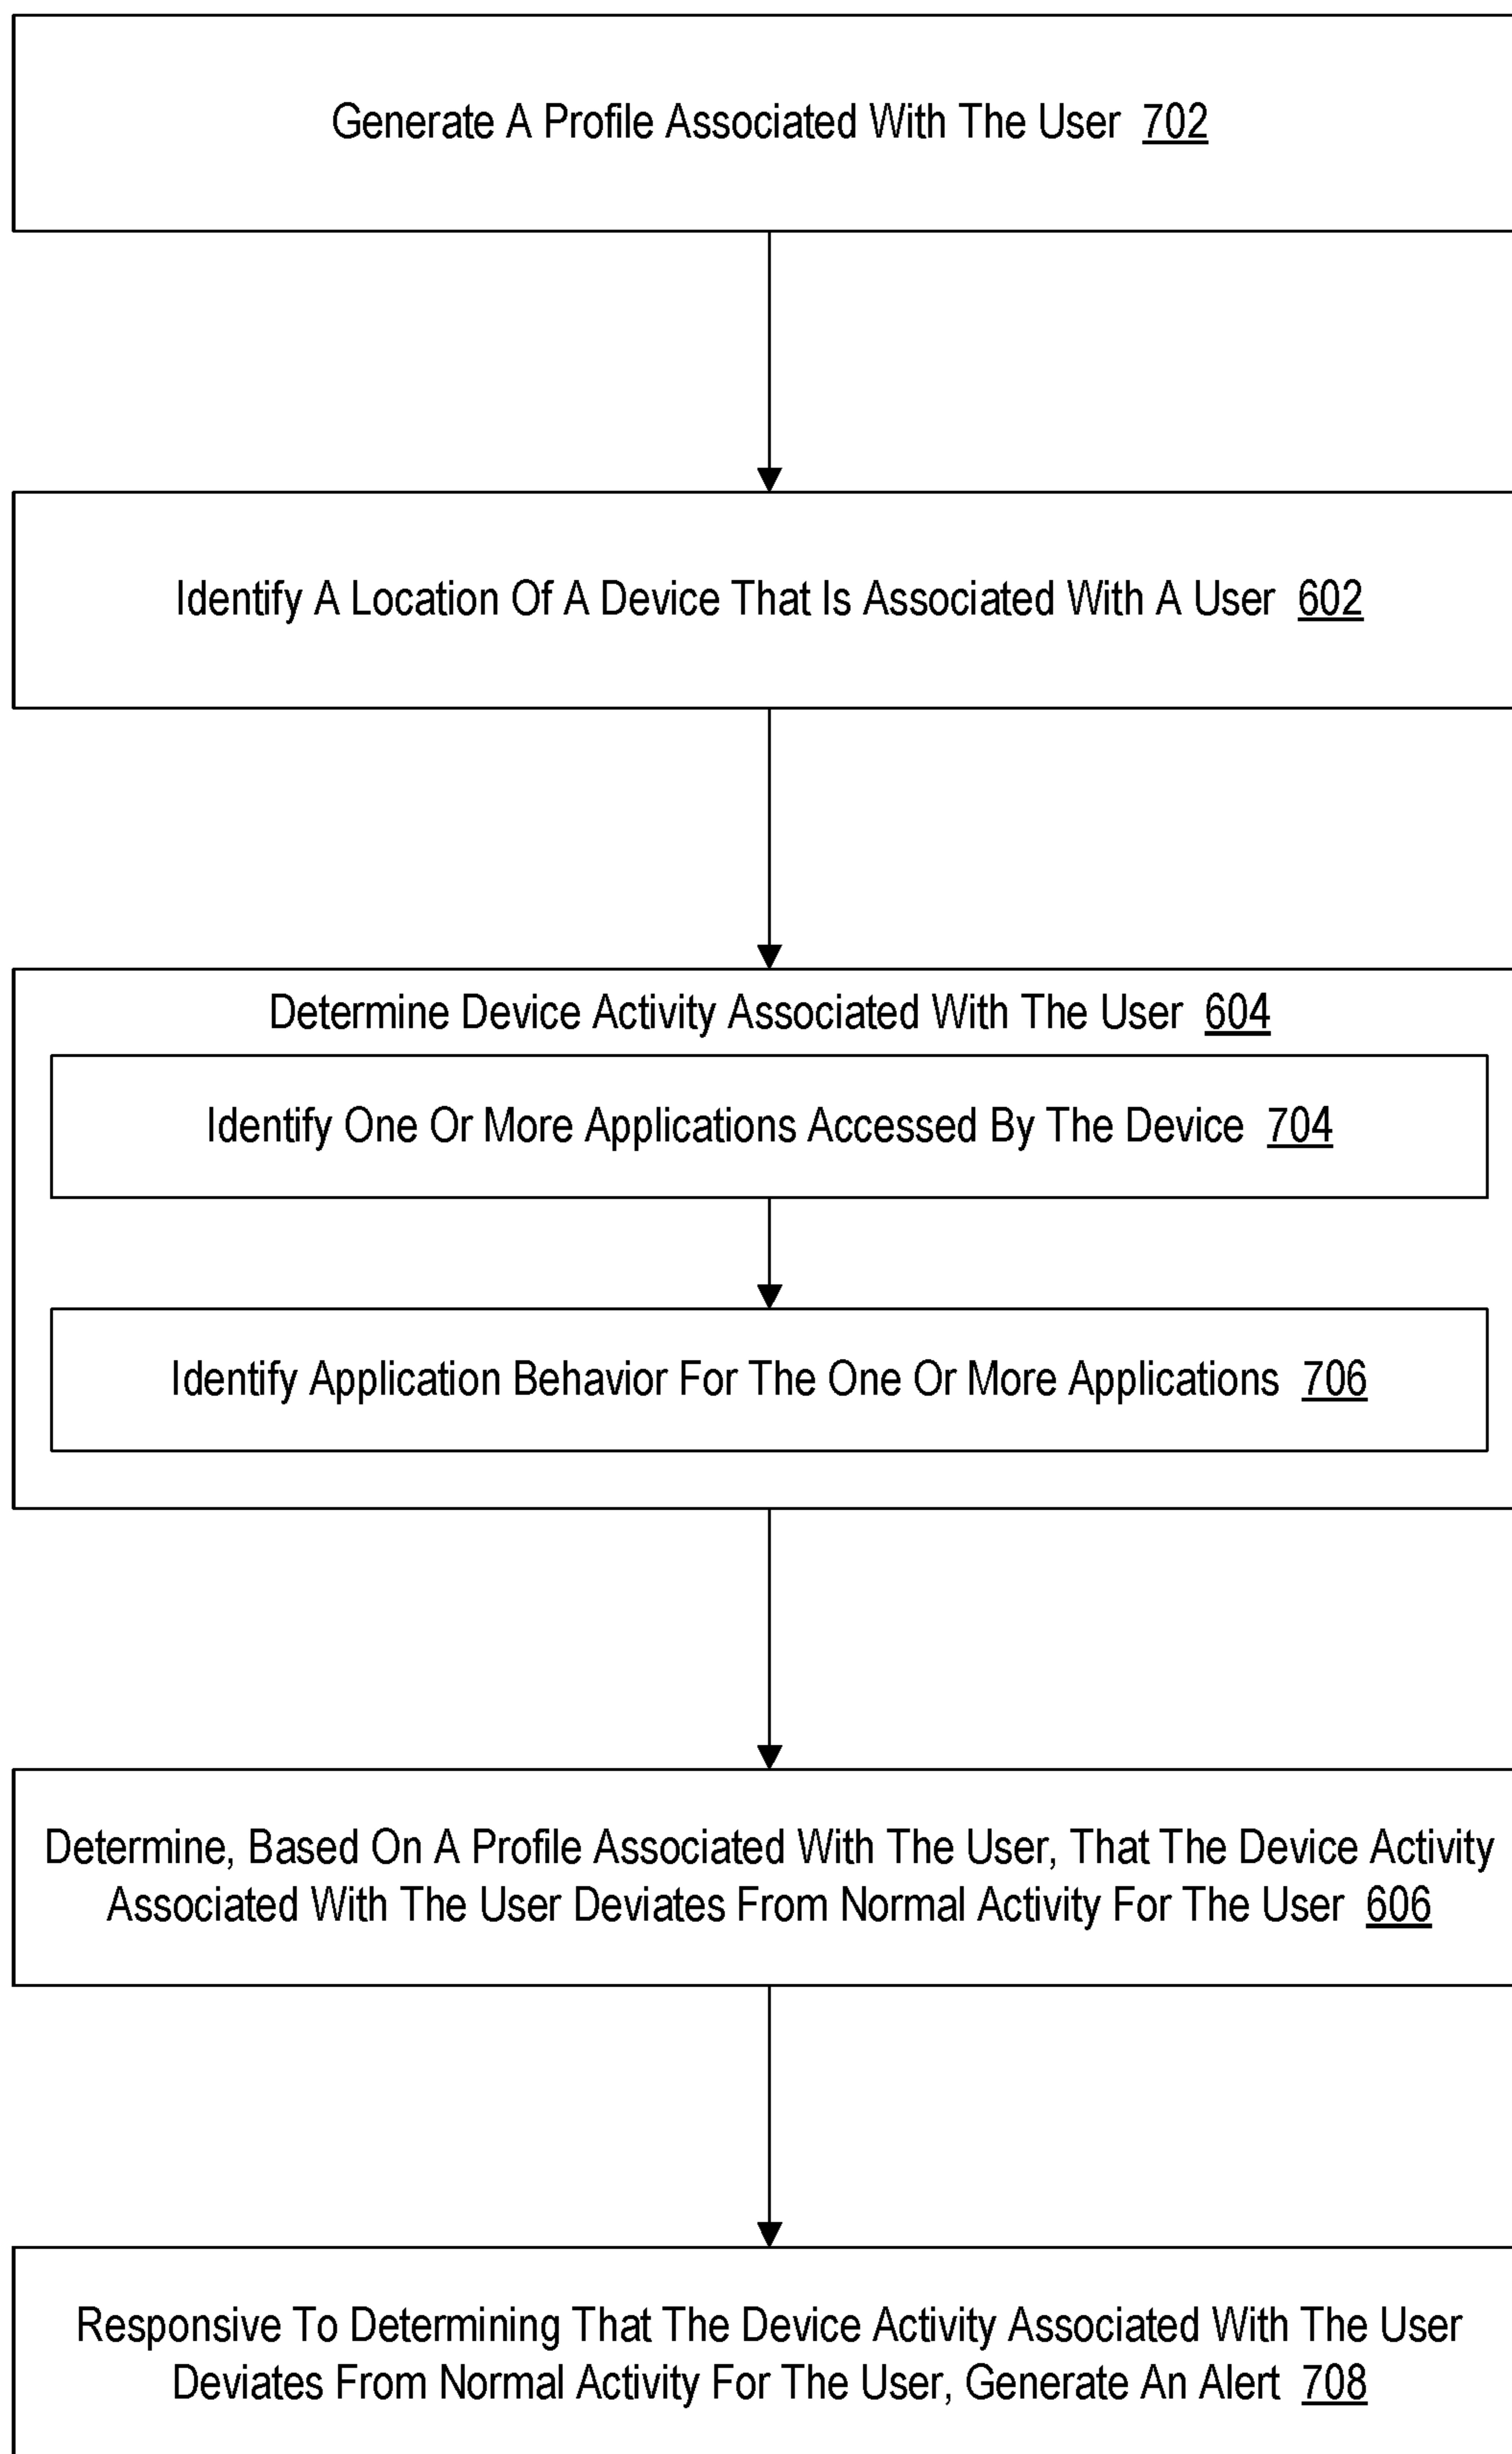 Generate A Profile Associated With The User 702
Identify A Location Of A Device That Is Associated With A User 602
Determine Device Activity Associated With The User 604
Identify One Or More Applications Accessed By The Device 704
Identify Application Behavior For The One Or More Applications 706
Determine, Based On A Profile Associated With The User, That The Device Activity
Associated With The User Deviates From Normal Activity For The User 606
Responsive To Determining That The Device Activity Associated With The User
Deviates From Normal Activity For The User, Generate An Alert 708